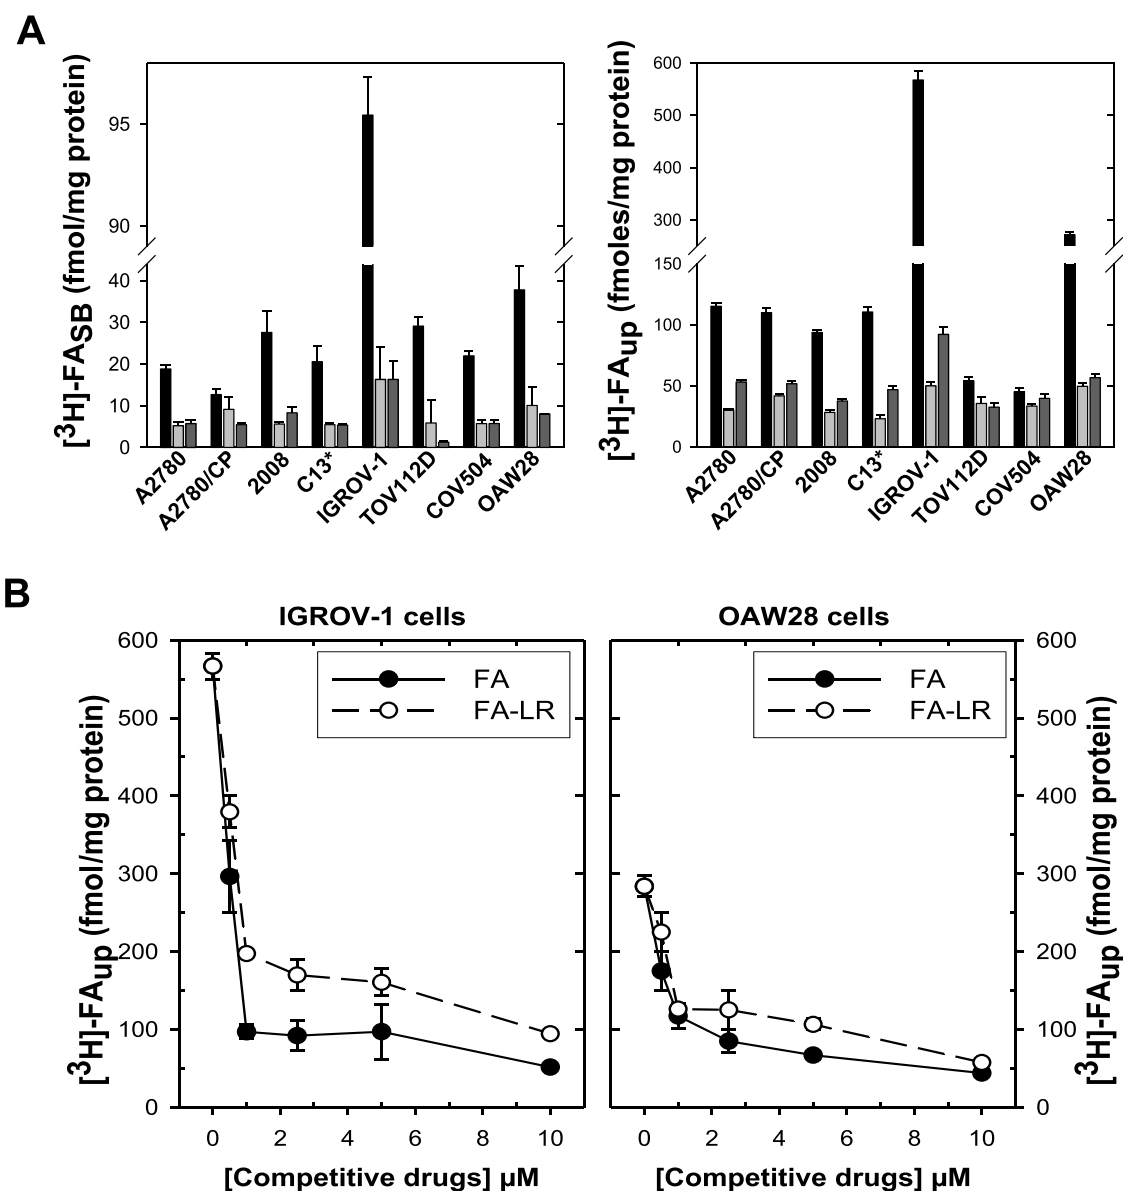 A
[3H]-FASB (fmol/mg protein)
95
90
40
30
20
10
0
A2780
A2780/CP
2008
C13*
IGROV-1
TOV112D
COV504
OAW28
[3H]-FAup (fmoles/mg protein)
600
500
400
300
150
100
50
0
A2780
A2780/CP
2008
C13*
IGROV-1
TOV112D
COV504
OAW28
B
IGROV-1 cells
[3H]-FAup (fmol/mg protein)
600
500
400
300
200
100
0
FA
FA-LR
0 2 4 6 8 10
[Competitive drugs] µM
OAW28 cells
FA
FA-LR
600
500
400
300
200
100
0
[3H]-FAup (fmol/mg protein)
0 2 4 6 8 10
[Competitive drugs] µM